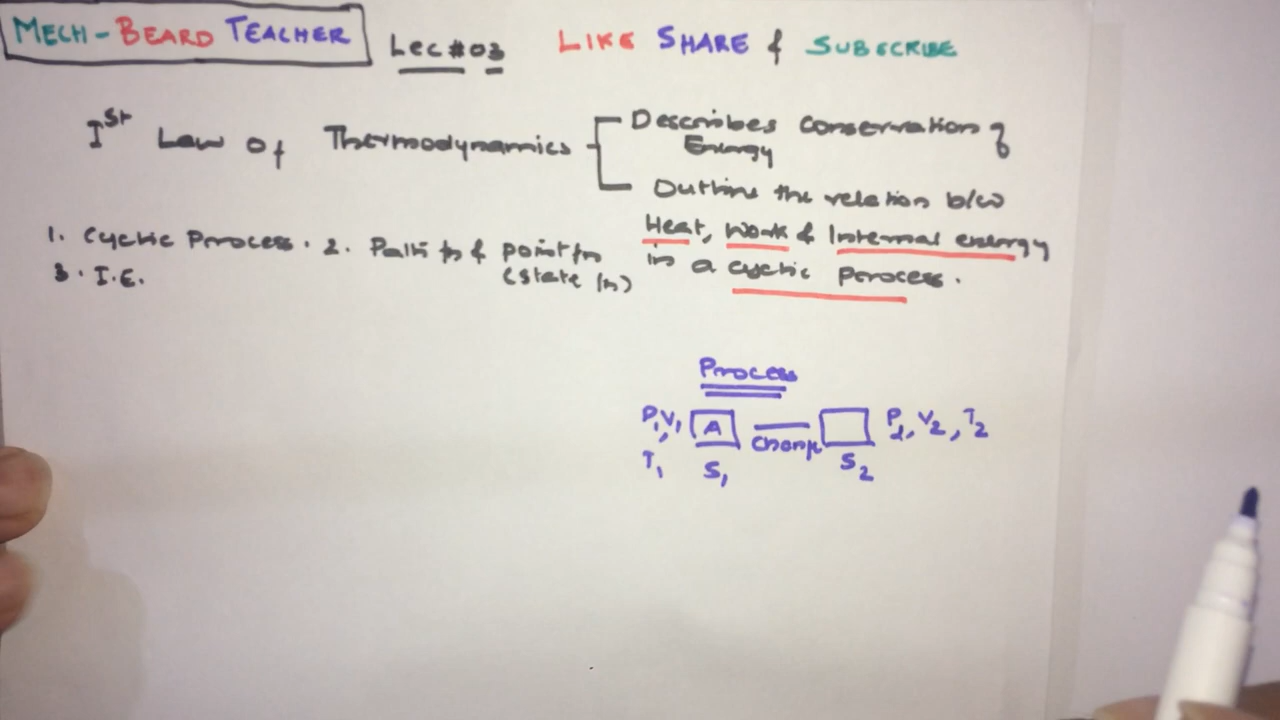 MECH-BEARD TEACHER Lec#03 LIKE SHARE & SUBSCRIBE
Ist Law of Thermodynamics
Describes conservation of
Energy
Outline the relation b/w
Heat, Work & Internal energy
in a cyclic process.
1. Cyclic Process. 2. Path fn & point fn
(state fn)
3. I.E.
Process
P1, V1 A Change P2, V2, T2
T1 S1 S2